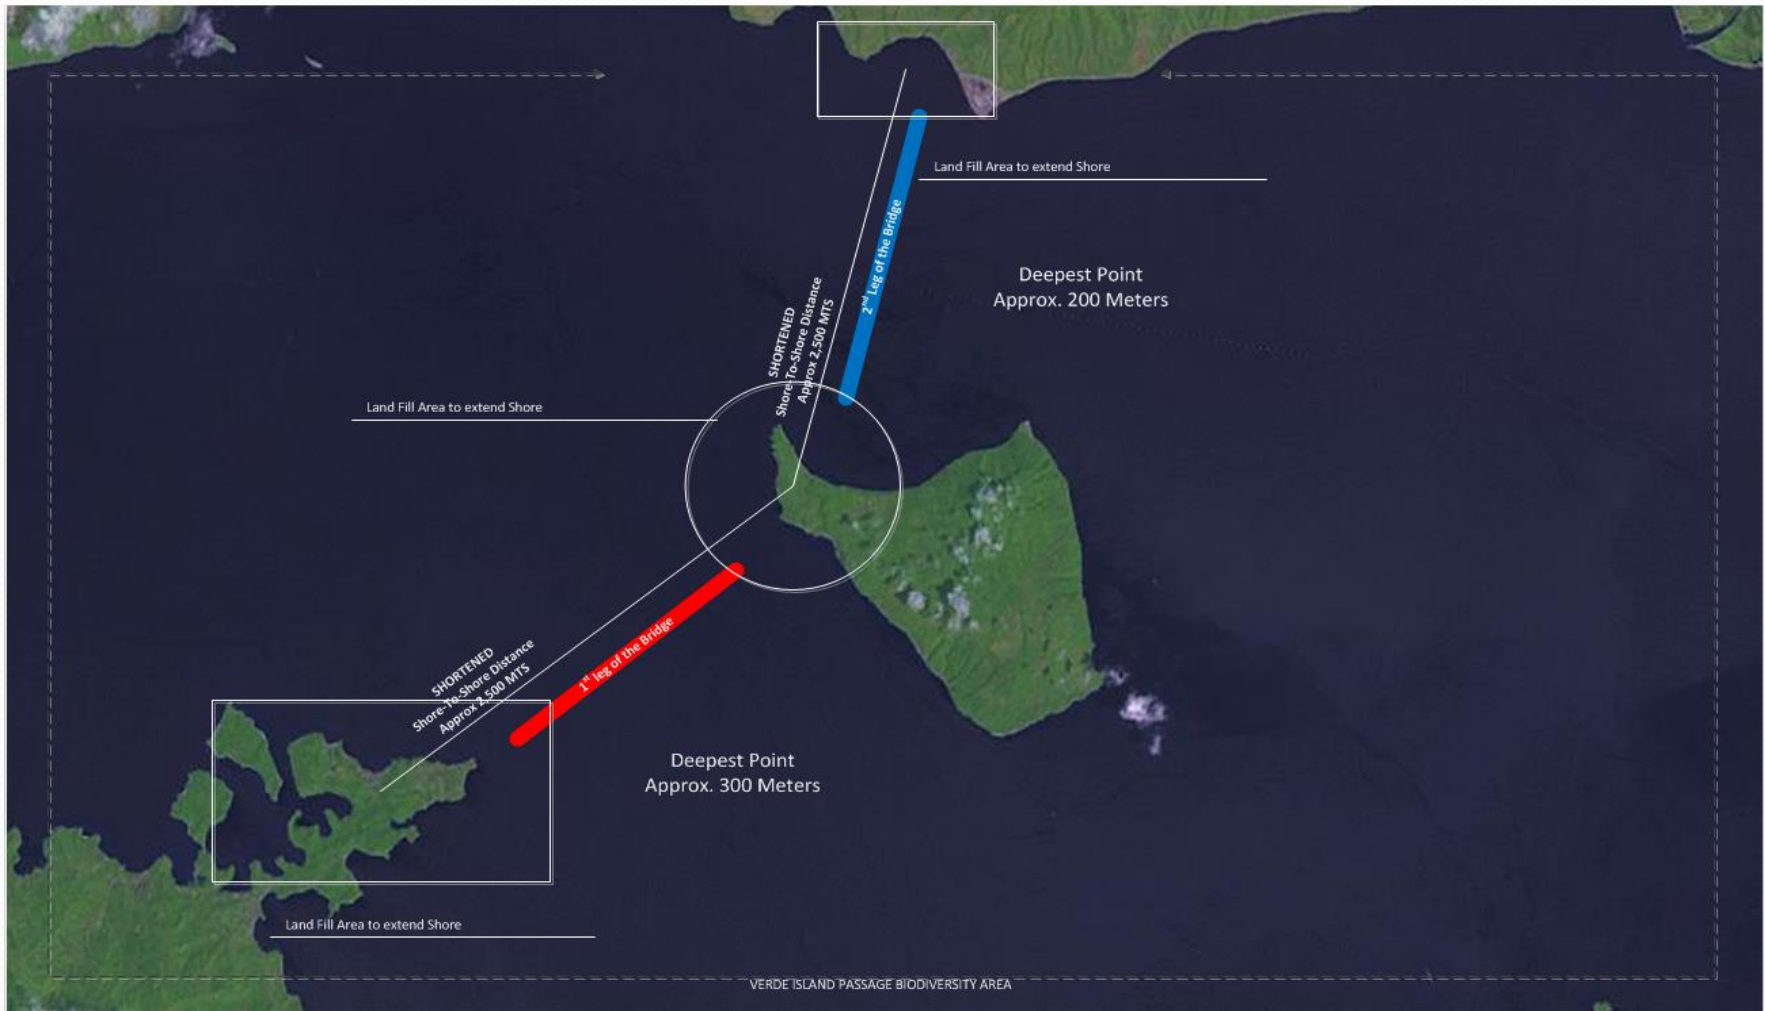 Land Fill Area to extend Shore
2nd Leg of the Bridge
Deepest Point
Approx. 200 Meters
SHORTENED
Shore-To-Shore Distance
Approx 2,500 MTS
Land Fill Area to extend Shore
1st leg of the Bridge
SHORTENED
Shore-To-Shore Distance
Approx 2,500 MTS
Deepest Point
Approx. 300 Meters
Land Fill Area to extend Shore
VERDE ISLAND PASSAGE BIODIVERSITY AREA